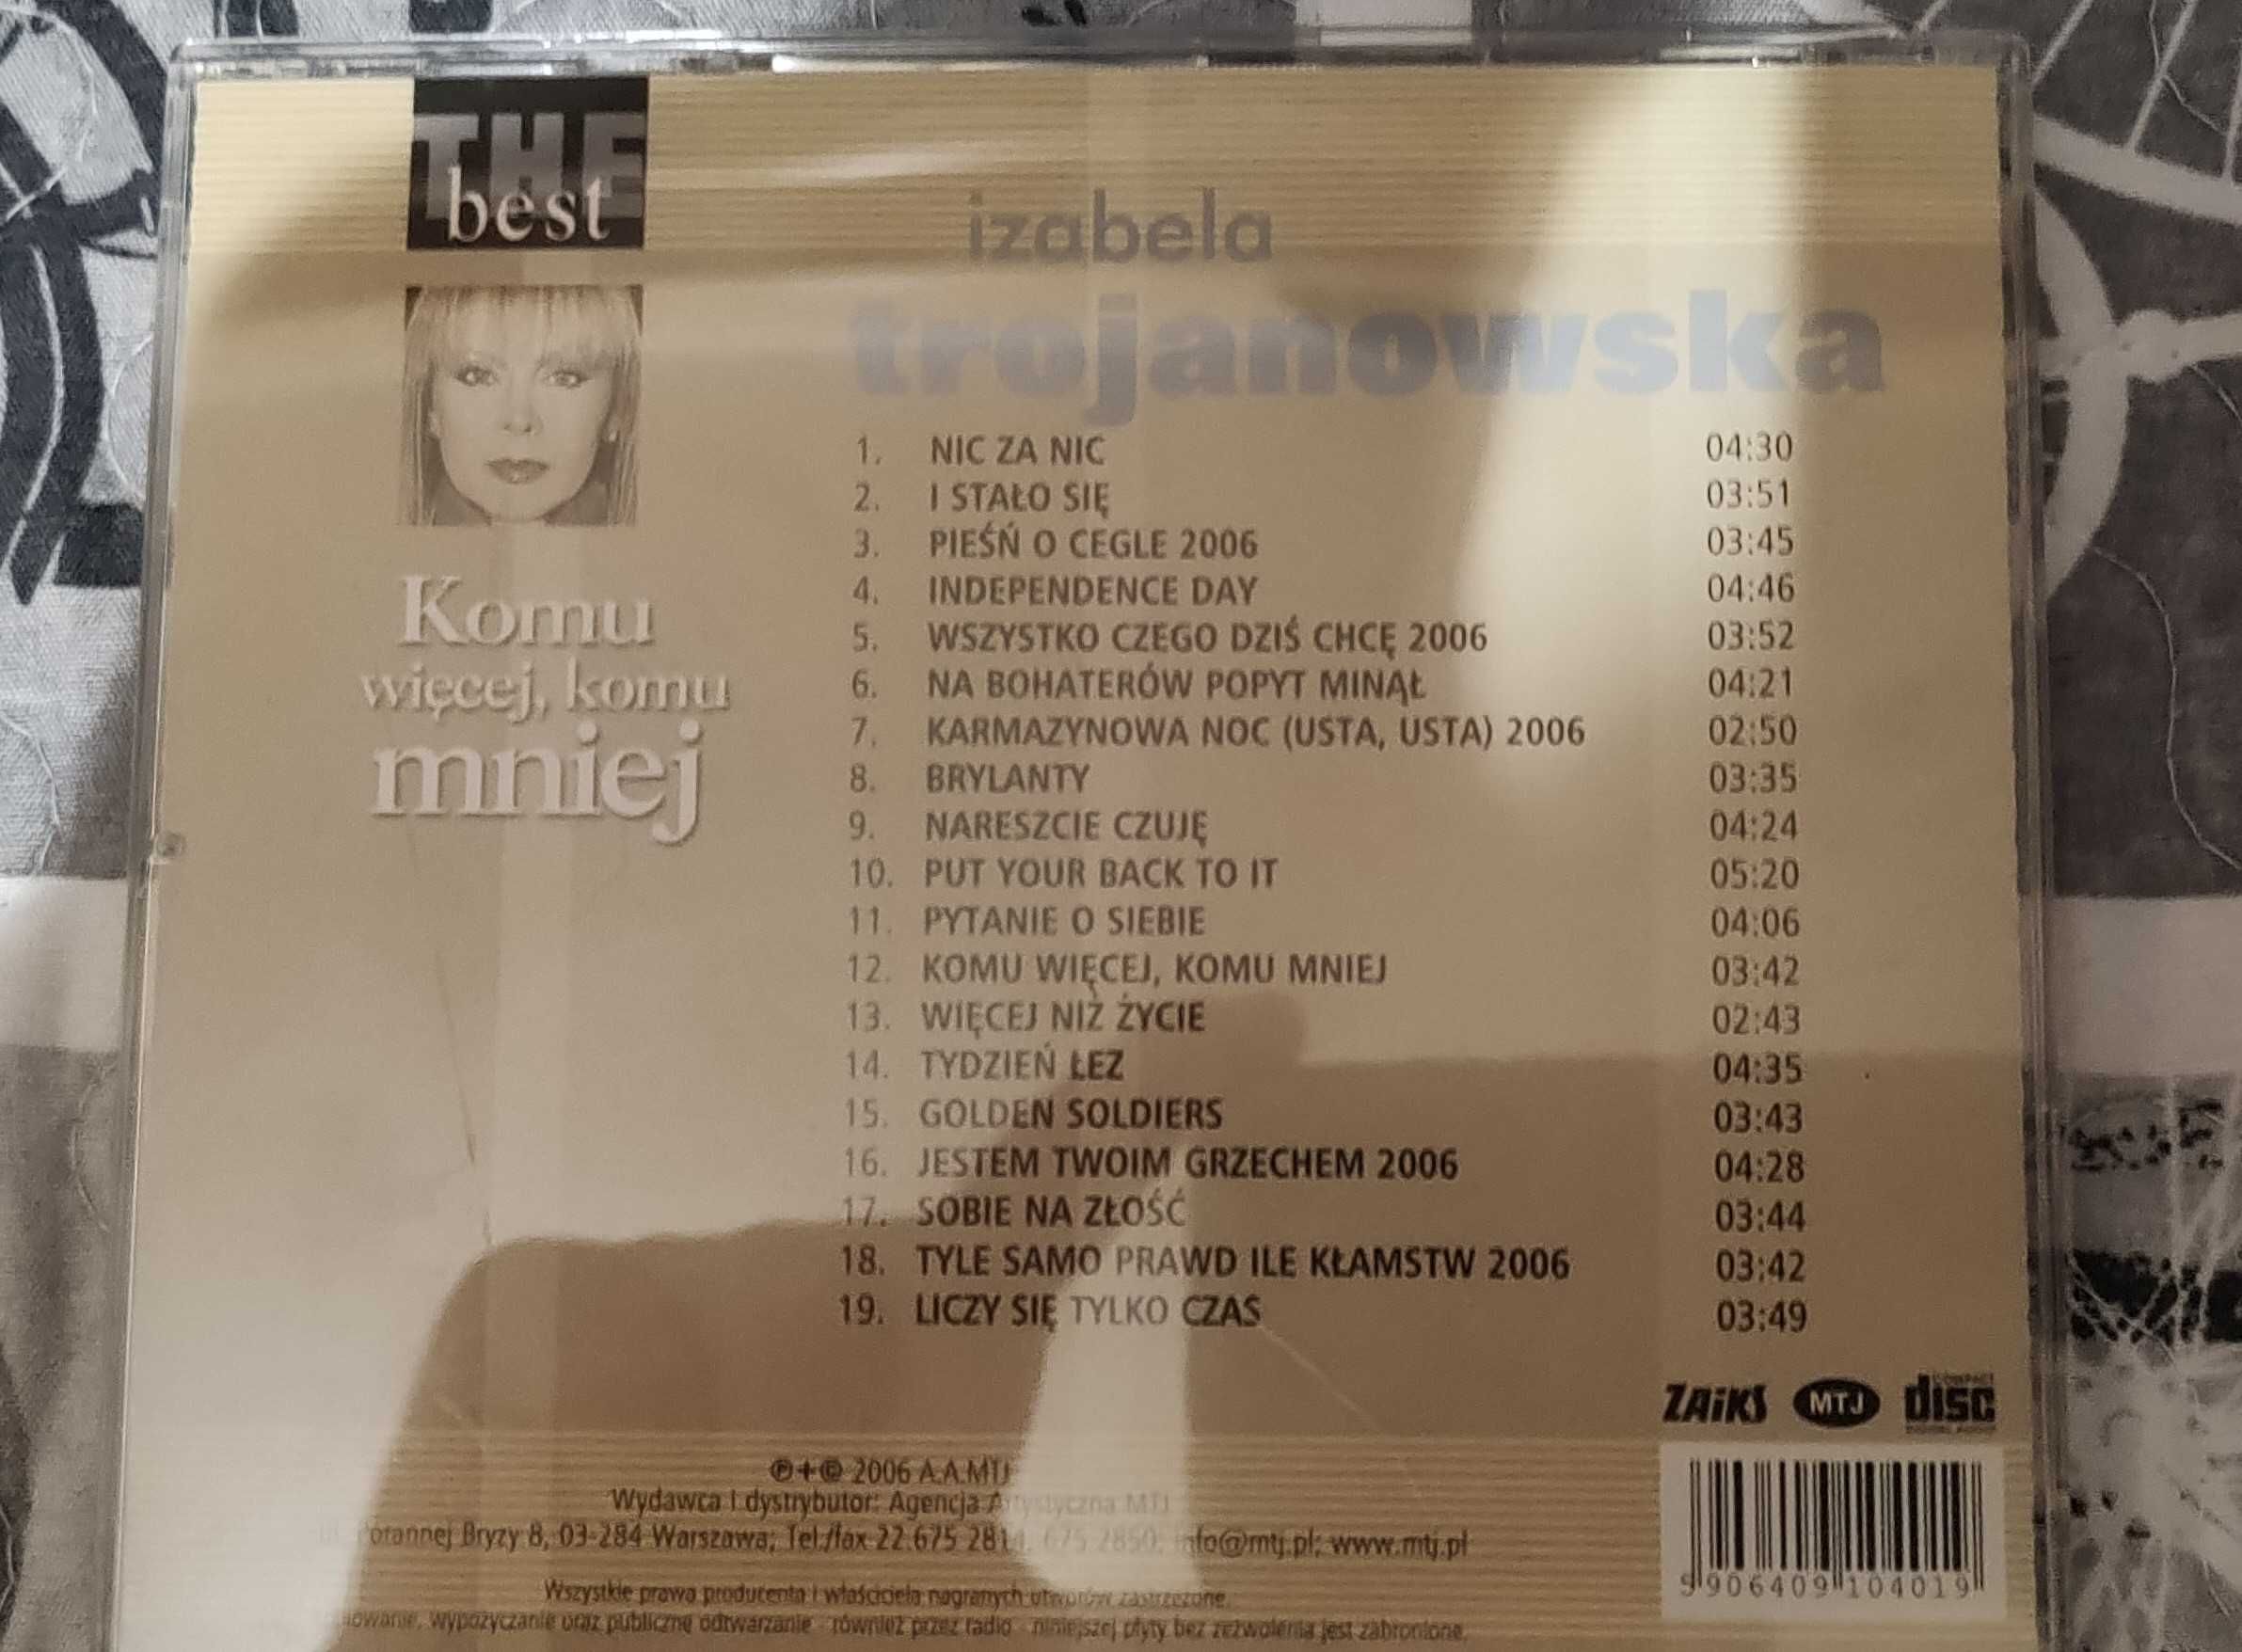 THE
best
izabela
trojanowska
Komu
więcej, komu
mniej
1. NIC ZA NIC 04:30
2. I STAŁO SIĘ 03:51
3. PIEŚŃ O CEGLE 2006 03:45
4. INDEPENDENCE DAY 04:46
5. WSZYSTKO CZEGO DZIŚ CHCĘ 2006 03:52
6. NA BOHATERÓW POPYT MINĄŁ 04:21
7. KARMAZYNOWA NOC (USTA, USTA) 2006 02:50
8. BRYLANTY 03:35
9. NARESZCIE CZUJĘ 04:24
10. PUT YOUR BACK TO IT 05:20
11. PYTANIE O SIEBIE 04:06
12. KOMU WIĘCEJ, KOMU MNIEJ 03:42
13. WIĘCEJ NIŻ ŻYCIE 02:43
14. TYDZIEŃ ŁEZ 04:35
15. GOLDEN SOLDIERS 03:43
16. JESTEM TWOIM GRZECHEM 2006 04:28
17. SOBIE NA ZŁOŚĆ 03:44
18. TYLE SAMO PRAWD ILE KŁAMSTW 2006 03:42
19. LICZY SIĘ TYLKO CZAS 03:49
ZAiKS MTJ COMPACT disc DIGITAL AUDIO
℗+© 2006 A.A.MTJ
Wydawca i dystrybutor: Agencja Artystyczna MTJ
Porannej Bryzy 8, 03-284 Warszawa; Tel./fax 22 675 2814, 675 2850; info@mtj.pl; www.mtj.pl
Wszystkie prawa producenta i właściciela nagranych utworów zastrzeżone.
wypożyczanie oraz publiczne odtwarzanie - również przez radio - niniejszej płyty bez zezwolenia jest zabronione.
5906409104019